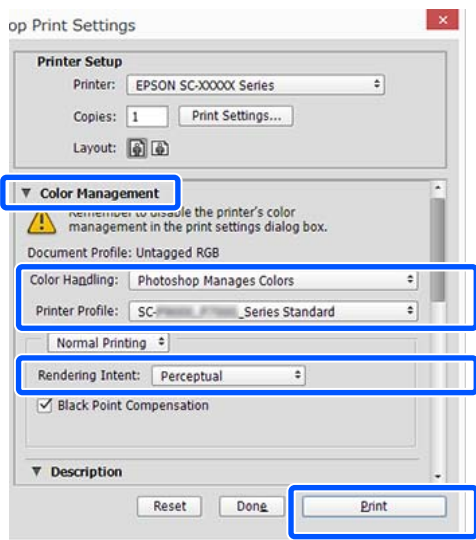 op Print Settings
Printer Setup
Printer: EPSON SC-XXXXX Series
Copies: 1 Print Settings...
Layout:
Color Management
Remember to disable the printer's color
management in the print settings dialog box.
Document Profile: Untagged RGB
Color Handling: Photoshop Manages Colors
Printer Profile: SC- _Series Standard
Normal Printing
Rendering Intent: Perceptual
Black Point Compensation
Description
Reset Done Print